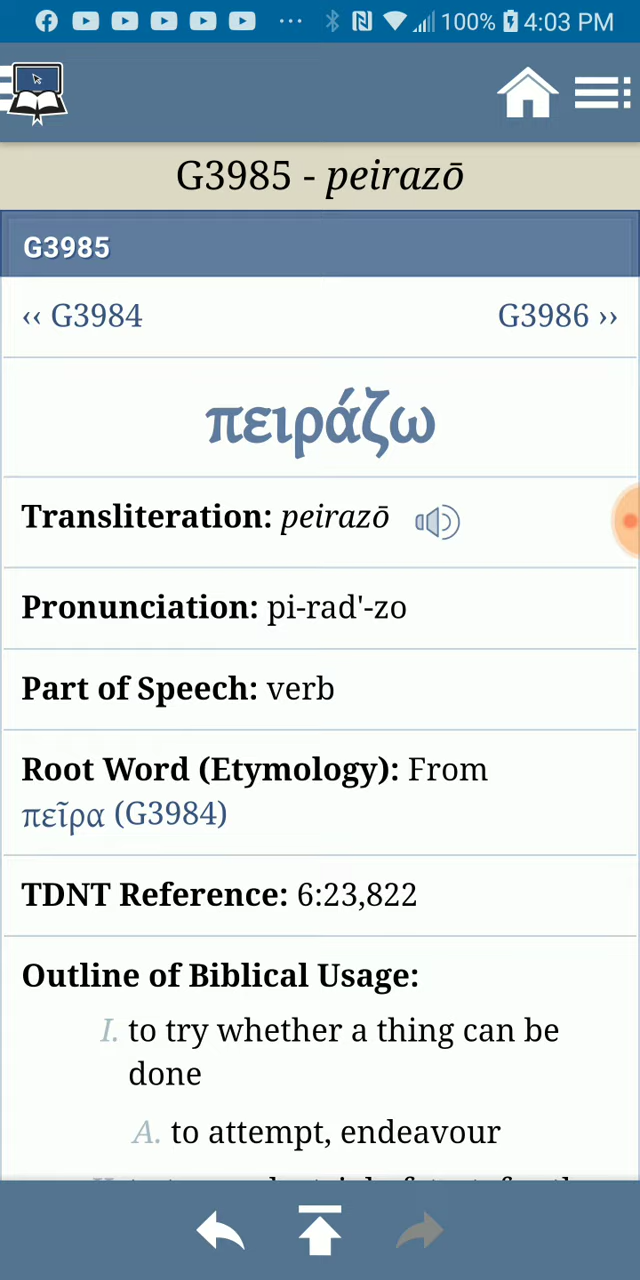 100% 4:03 PM
G3985 - peirazō
G3985
‹‹ G3984 G3986 ››
πειράζω
Transliteration: peirazō
Pronunciation: pi-rad'-zo
Part of Speech: verb
Root Word (Etymology): From
πεῖρα (G3984)
TDNT Reference: 6:23,822
Outline of Biblical Usage:
I. to try whether a thing can be
done
A. to attempt, endeavour